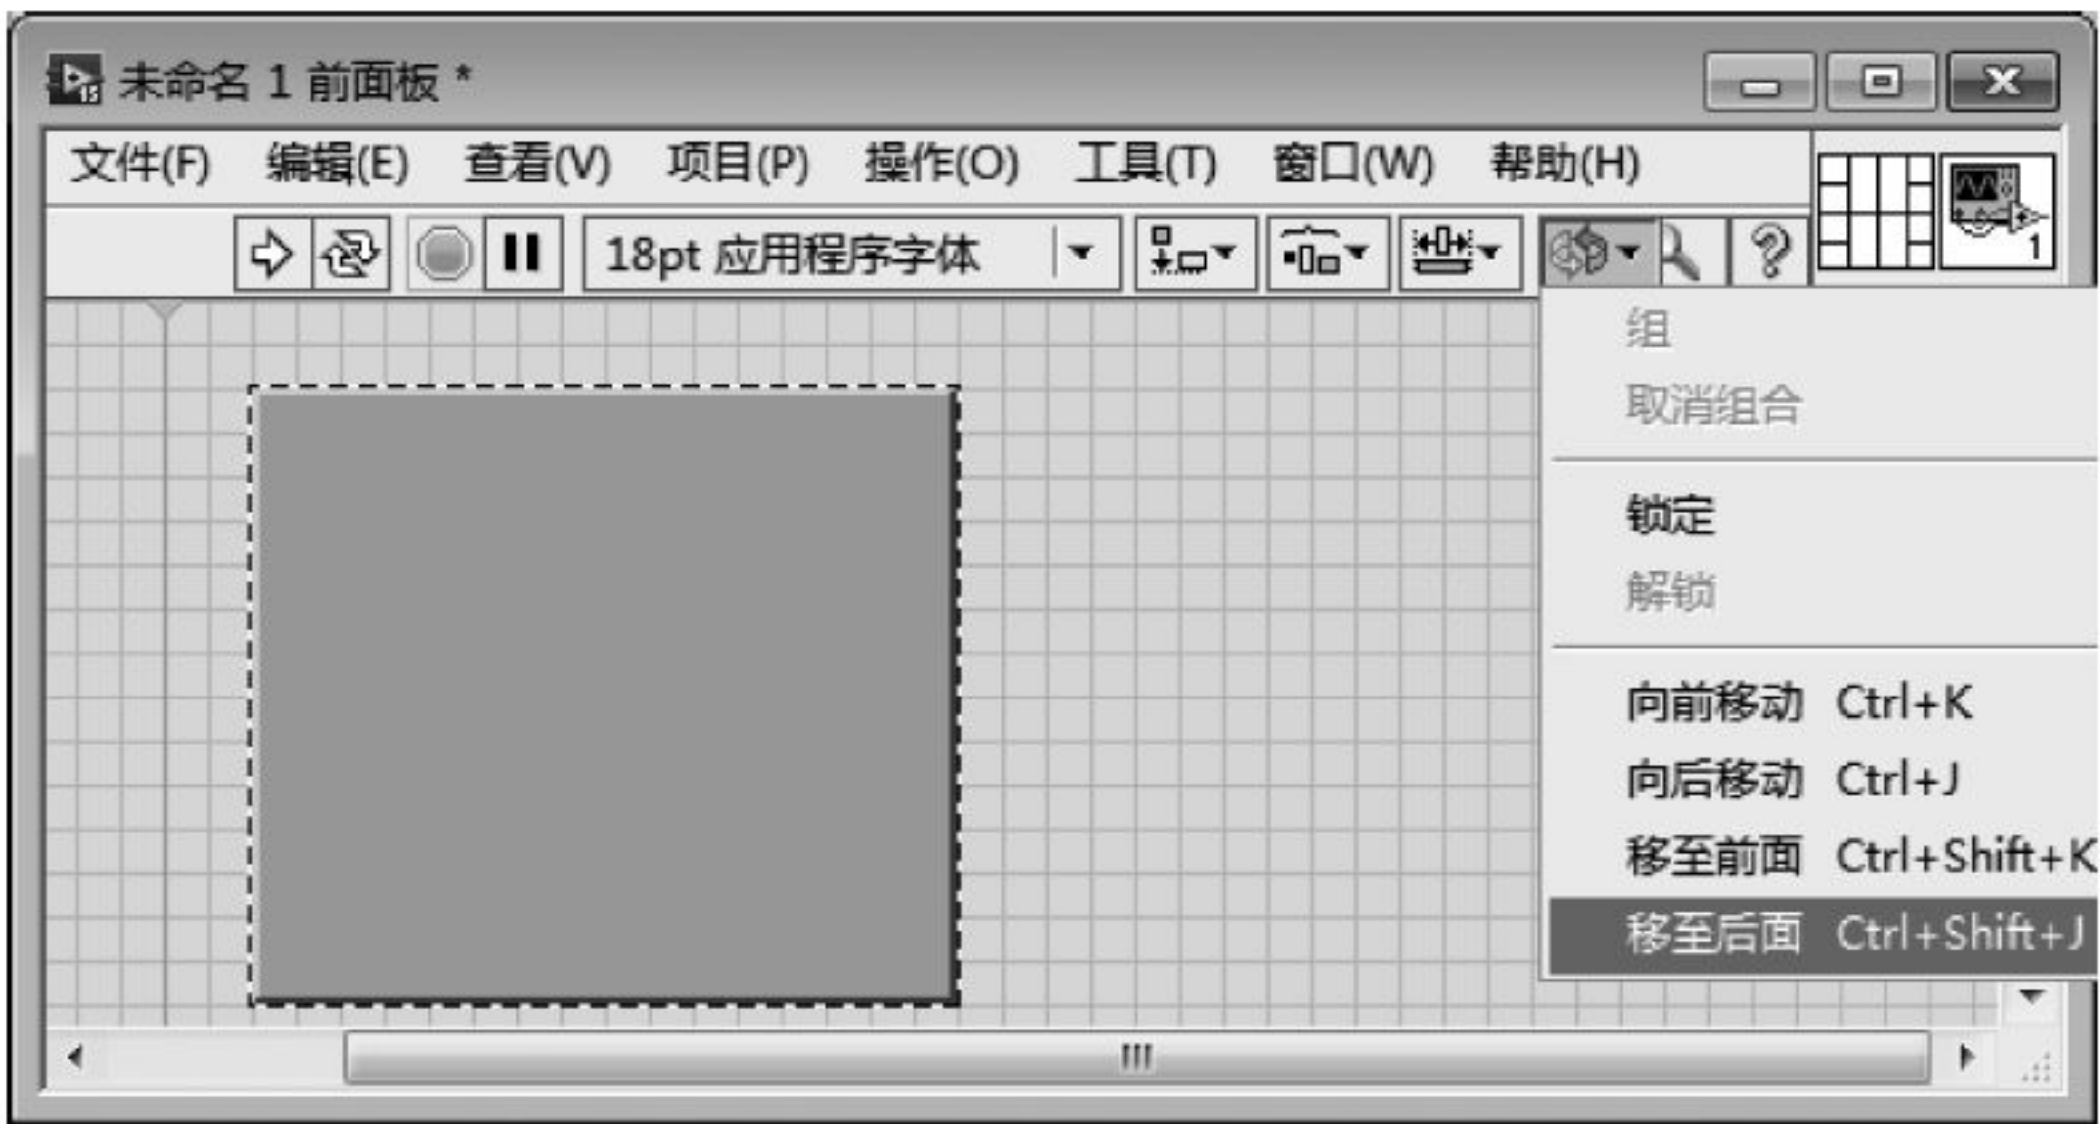 未命名 1 前面板 *
文件(F) 编辑(E) 查看(V) 项目(P) 操作(O) 工具(T) 窗口(W) 帮助(H)
18pt 应用程序字体
1
组
取消组合
锁定
解锁
向前移动 Ctrl+K
向后移动 Ctrl+J
移至前面 Ctrl+Shift+K
移至后面 Ctrl+Shift+J